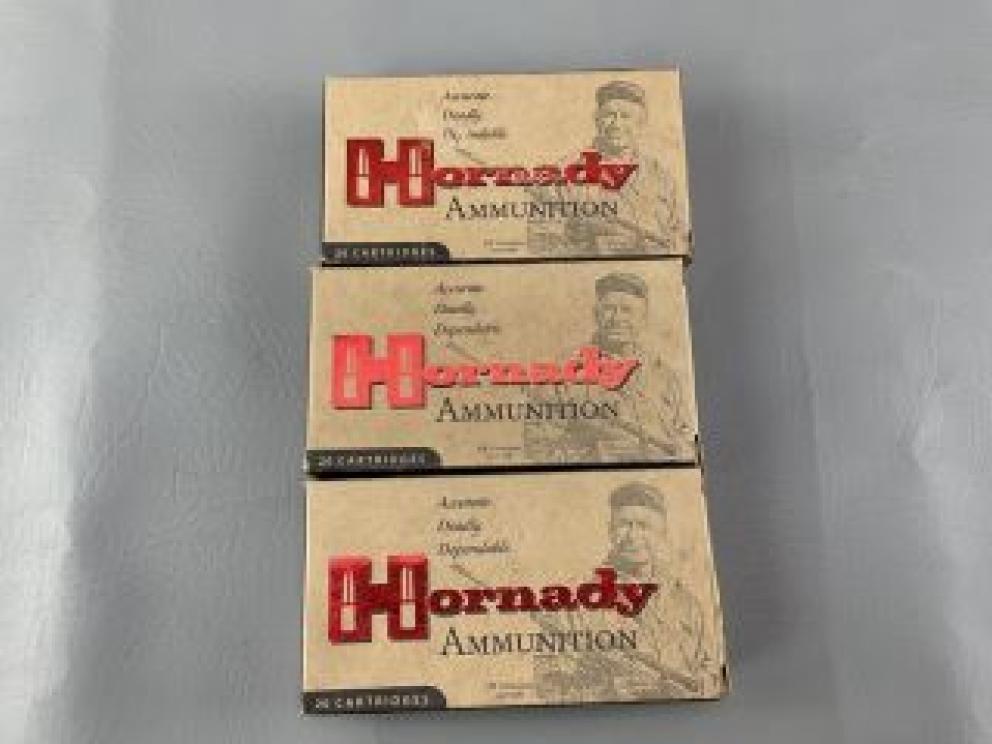 Accurate
Deadly
Hornady
AMMUNITION
20 CARTRIDGES
Accurate
Deadly
Dependable
Hornady
AMMUNITION
20 CARTRIDGES
Accurate
Deadly
Dependable
Hornady
AMMUNITION
20 CARTRIDGES